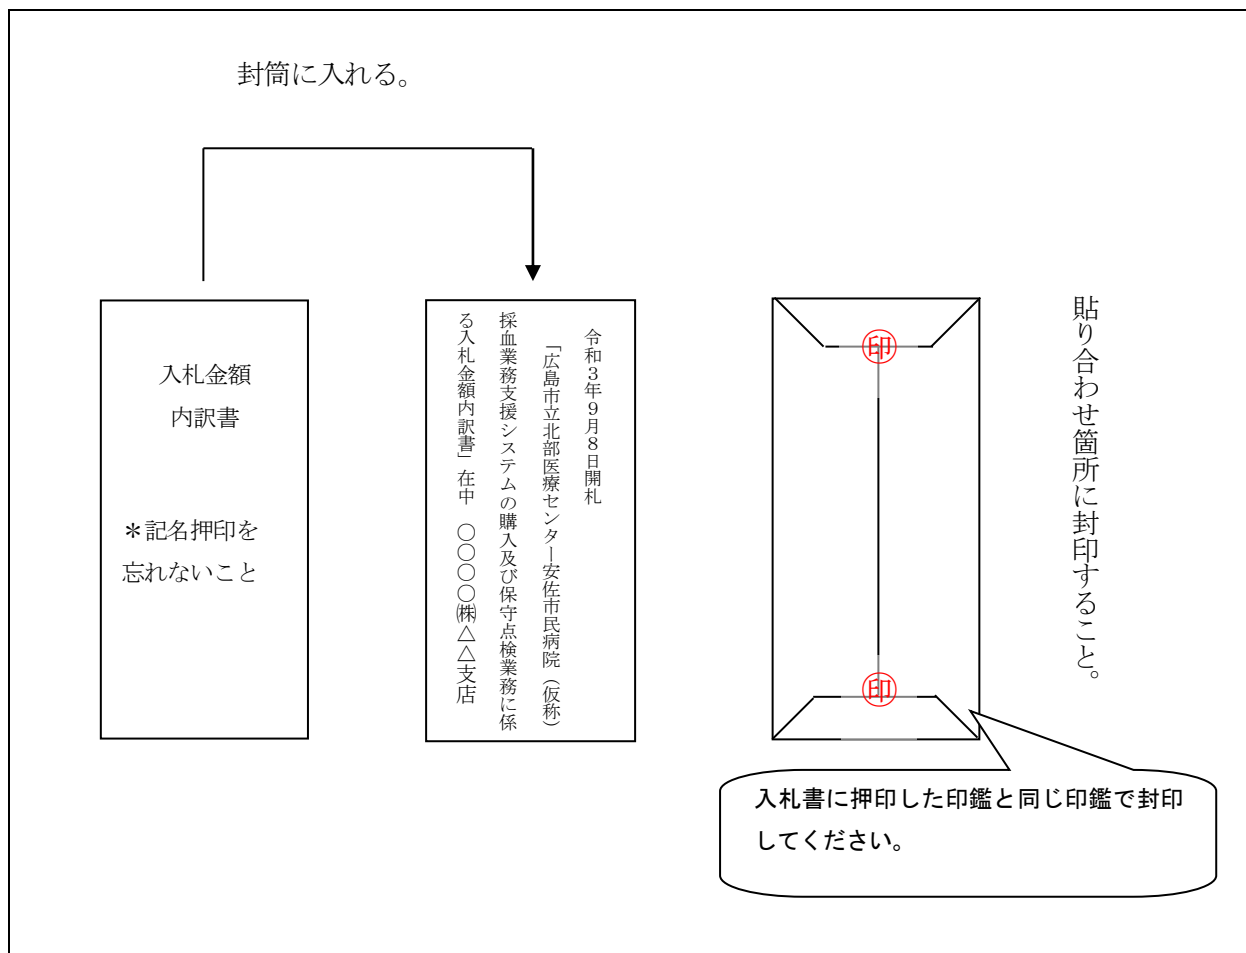 封筒に入れる。
入札金額
内訳書
＊記名押印を
忘れないこと
令和３年９月８日開札
「広島市立北部医療センター安佐市民病院（仮称）
採血業務支援システムの購入及び保守点検業務に係
る入札金額内訳書」在中　〇〇〇〇㈱△△支店
印
印
貼り合わせ箇所に封印すること。
入札書に押印した印鑑と同じ印鑑で封印
してください。